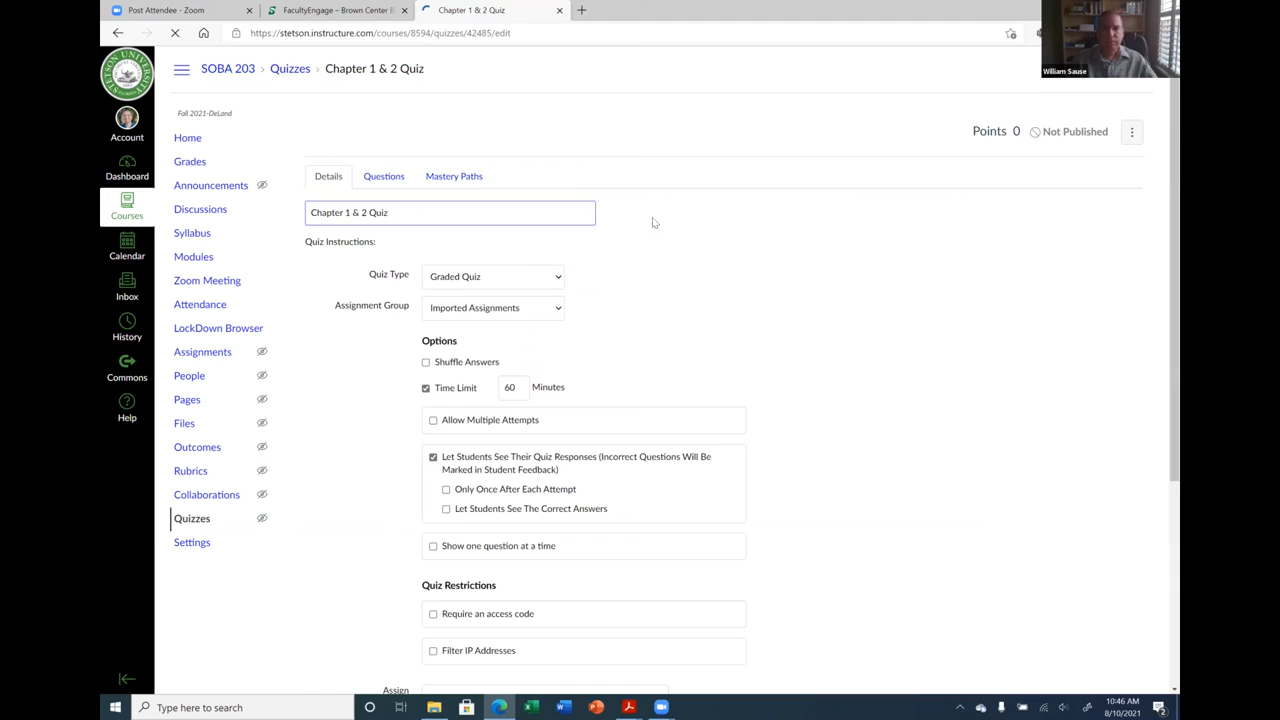 Post Attendee - Zoom
FacultyEngage – Brown Center
Chapter 1 & 2 Quiz
https://stetson.instructure.com/courses/8594/quizzes/42485/edit
William Sause
SOBA 203 > Quizzes > Chapter 1 & 2 Quiz
Account
Dashboard
Courses
Calendar
Inbox
History
Commons
Help
Fall 2021-DeLand
Home
Grades
Announcements
Discussions
Syllabus
Modules
Zoom Meeting
Attendance
LockDown Browser
Assignments
People
Pages
Files
Outcomes
Rubrics
Collaborations
Quizzes
Settings
Points 0 Not Published
Details Questions Mastery Paths
Chapter 1 & 2 Quiz
Quiz Instructions:
Quiz Type Graded Quiz
Assignment Group Imported Assignments
Options
Shuffle Answers
Time Limit 60 Minutes
Allow Multiple Attempts
Let Students See Their Quiz Responses (Incorrect Questions Will Be
Marked in Student Feedback)
Only Once After Each Attempt
Let Students See The Correct Answers
Show one question at a time
Quiz Restrictions
Require an access code
Filter IP Addresses
Assign
Type here to search
10:46 AM
8/10/2021
2